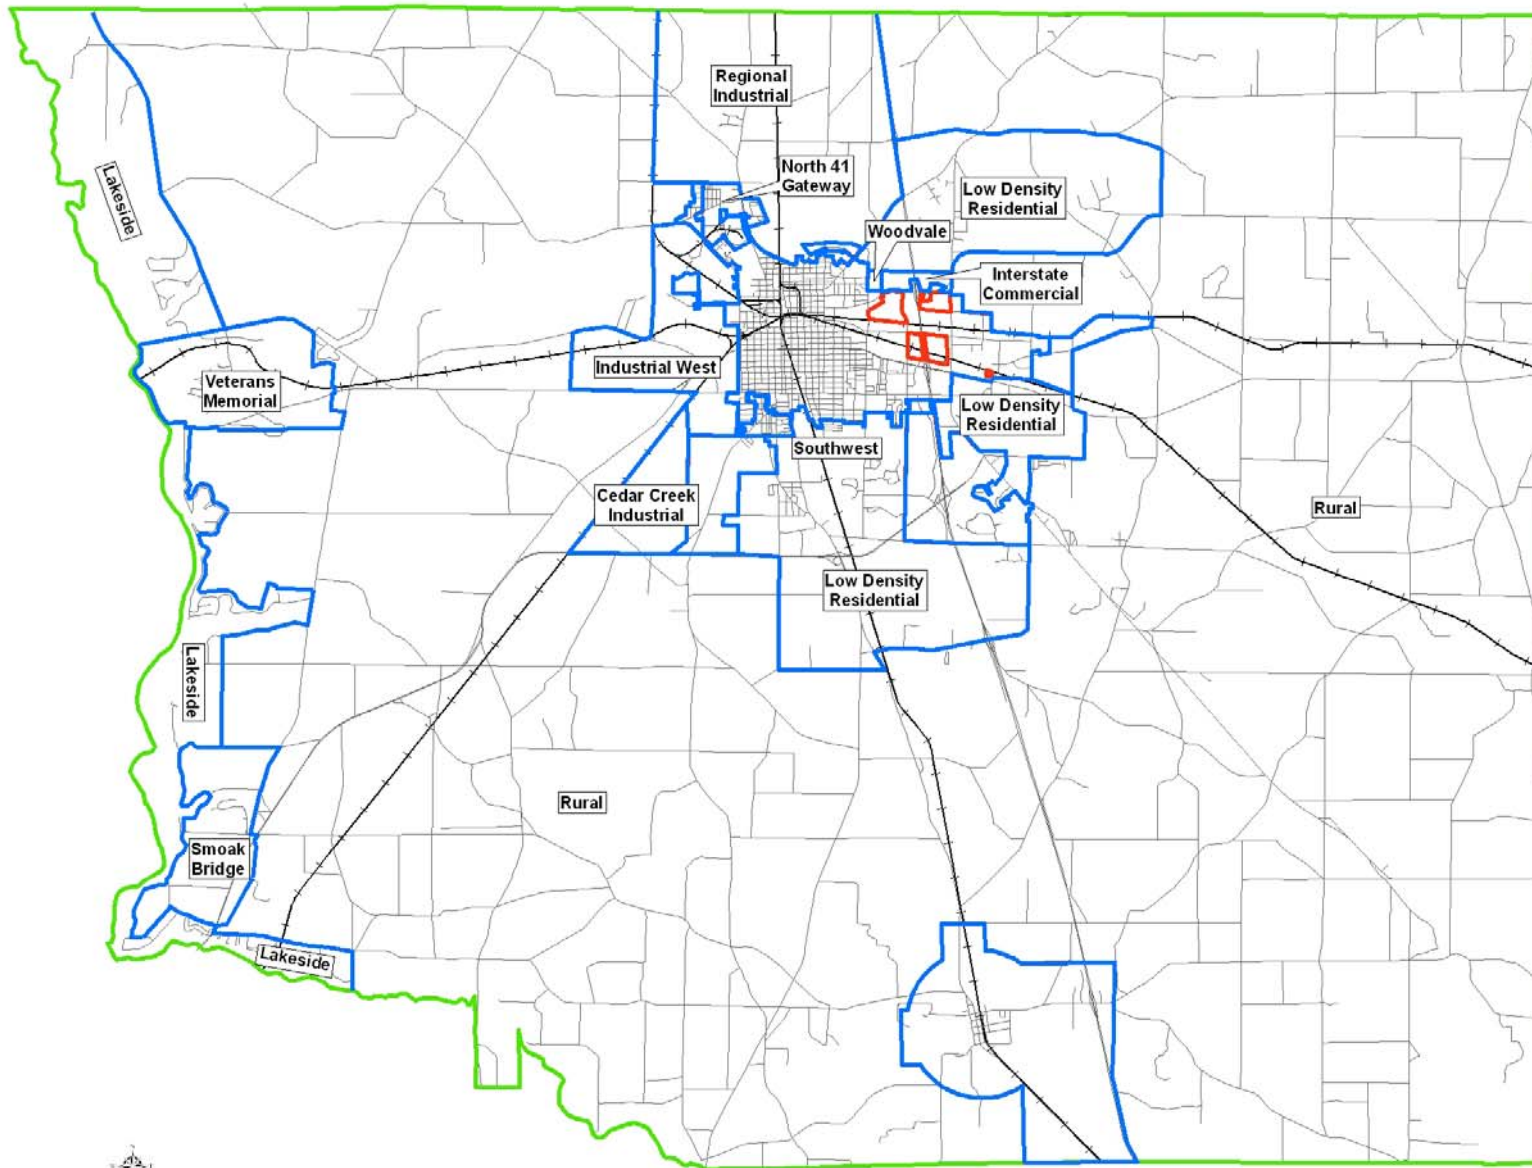 Regional
Industrial
North 41
Gateway
Lakeside
Low Density
Residential
Woodvale
Interstate
Commercial
Industrial West
Veterans
Memorial
Low Density
Residential
Southwest
Cedar Creek
Industrial
Rural
Low Density
Residential
Lakeside
Rural
Smoak
Bridge
Lakeside